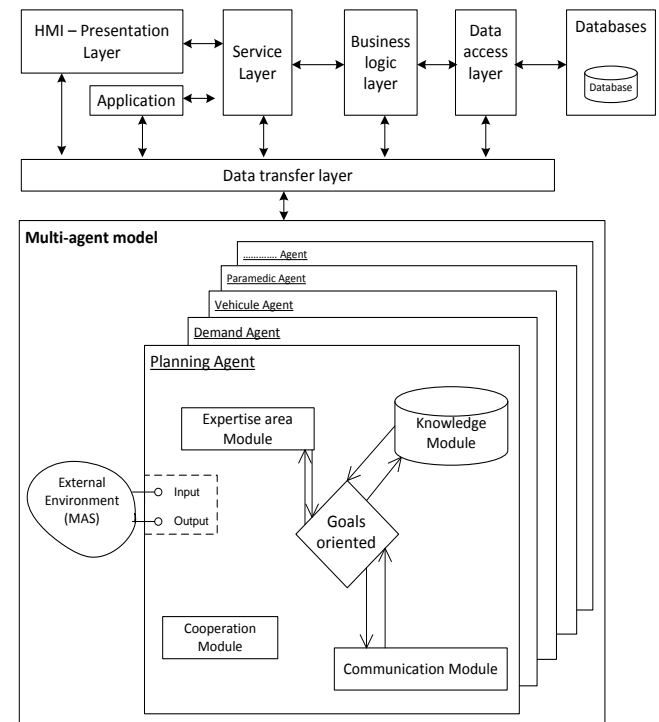 HMI – Presentation
Layer
Service
Layer
Business
logic
layer
Data
access
layer
Databases
Database
Application
Data transfer layer
Multi-agent model
............. Agent
Paramedic Agent
Vehicule Agent
Demand Agent
Planning Agent
Expertise area
Module
Knowledge
Module
External
Environment
(MAS)
Input
Output
Goals
oriented
Cooperation
Module
Communication Module